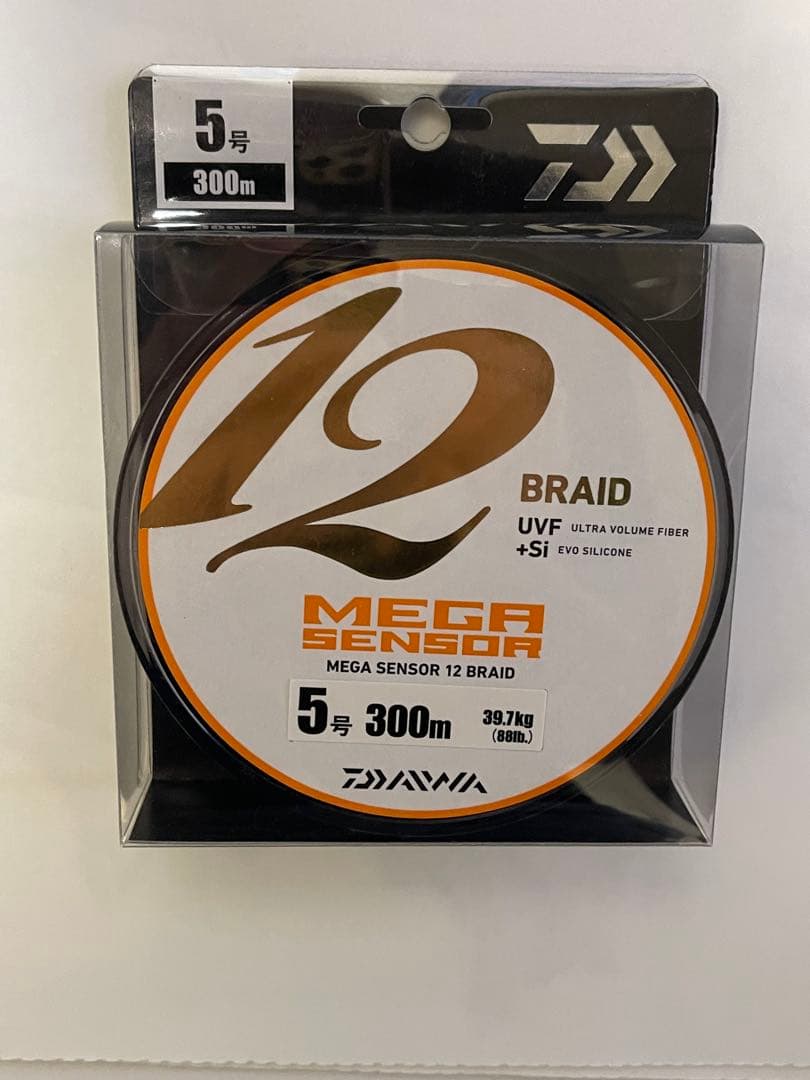 5号
300m
12
BRAID
UVF ULTRA VOLUME FIBER
+Si EVO SILICONE
MEGA
SENSOR
MEGA SENSOR 12 BRAID
5号 300m 39.7kg
(88lb.)
DAIWA